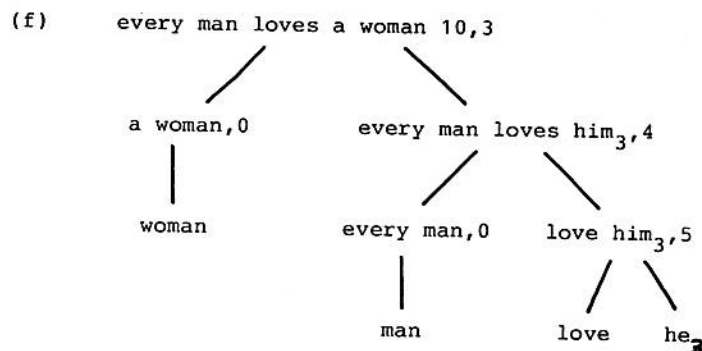 (f) every man loves a woman 10,3
a woman,0 every man loves him₃,4
woman every man,0 love him₃,5
man love he₃